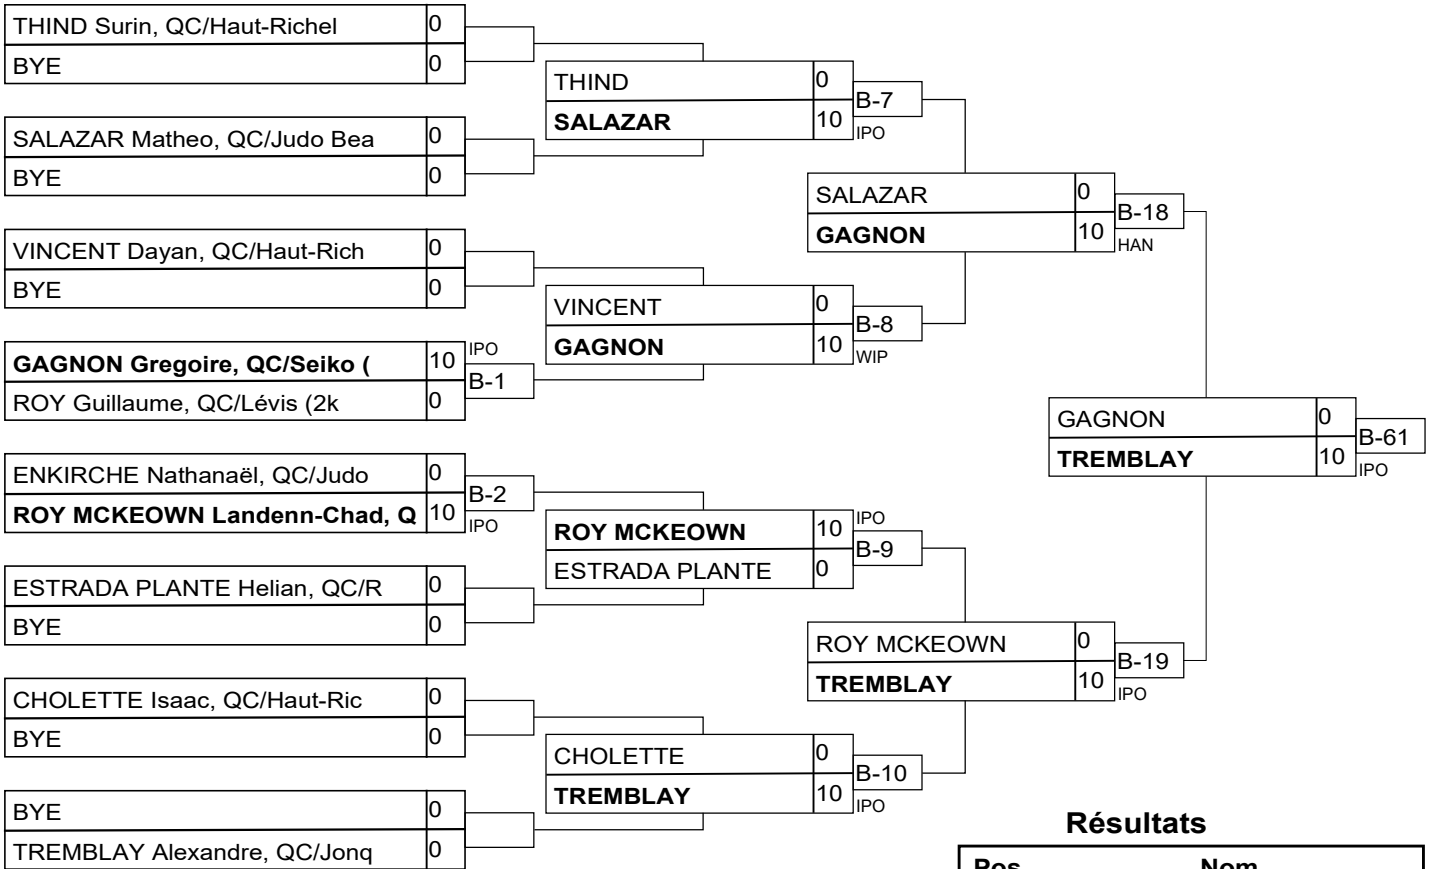 THIND Surin, QC/Haut-Richel 0
BYE 0
SALAZAR Matheo, QC/Judo Bea 0
BYE 0
VINCENT Dayan, QC/Haut-Rich 0
BYE 0
GAGNON Gregoire, QC/Seiko ( 10 IPO
B-1
ROY Guillaume, QC/Lévis (2k 0
ENKIRCHE Nathanaël, QC/Judo 0
B-2
ROY MCKEOWN Landenn-Chad, Q 10 IPO
ESTRADA PLANTE Helian, QC/R 0
BYE 0
CHOLETTE Isaac, QC/Haut-Ric 0
BYE 0
BYE 0
TREMBLAY Alexandre, QC/Jonq 0
THIND 0
B-7
SALAZAR 10 IPO
VINCENT 0
B-8
GAGNON 10 WIP
ROY MCKEOWN 10 IPO
B-9
ESTRADA PLANTE 0
CHOLETTE 0
B-10
TREMBLAY 10 IPO
SALAZAR 0
B-18
GAGNON 10 HAN
ROY MCKEOWN 0
B-19
TREMBLAY 10 IPO
GAGNON 0
B-61
TREMBLAY 10 IPO
Résultats
Pos Nom